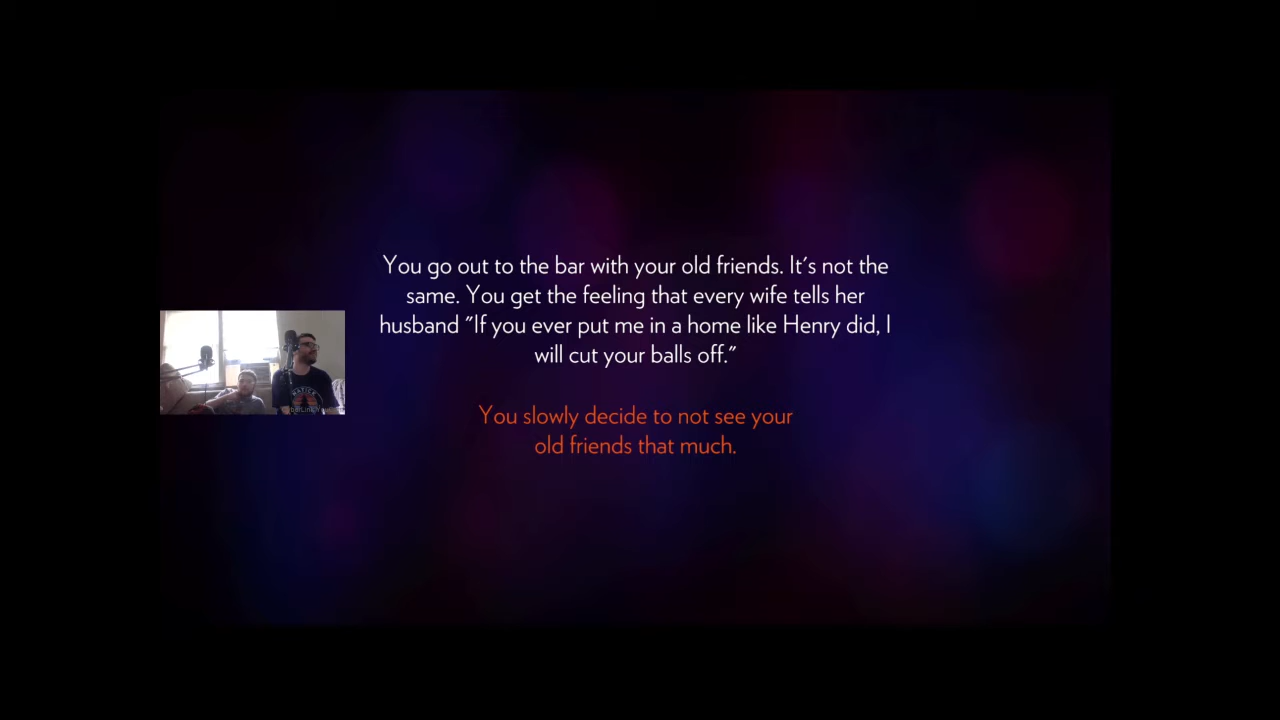 You go out to the bar with your old friends. It's not the
same. You get the feeling that every wife tells her
husband "If you ever put me in a home like Henry did, I
will cut your balls off."
You slowly decide to not see your
old friends that much.